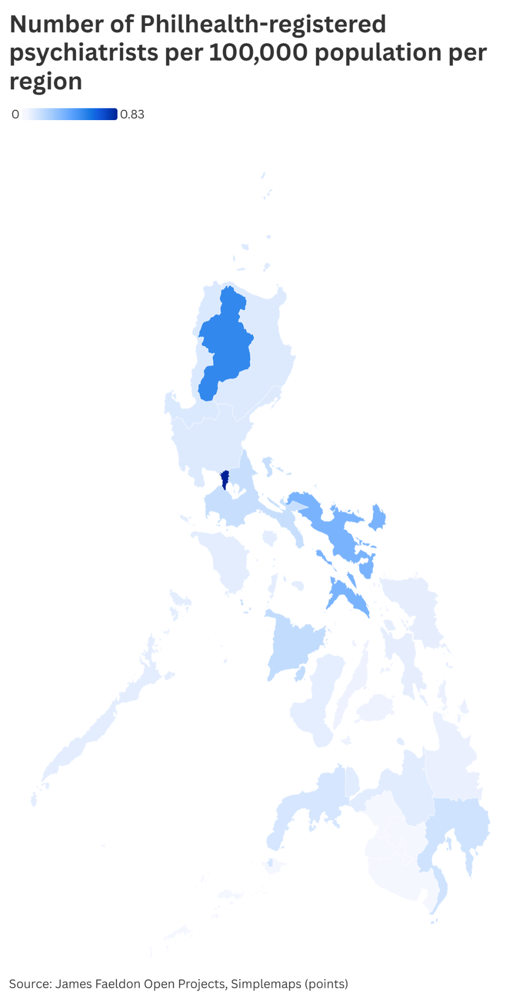 Number of Philhealth-registered
psychiatrists per 100,000 population per
region
0 0.83
Source: James Faeldon Open Projects, Simplemaps (points)